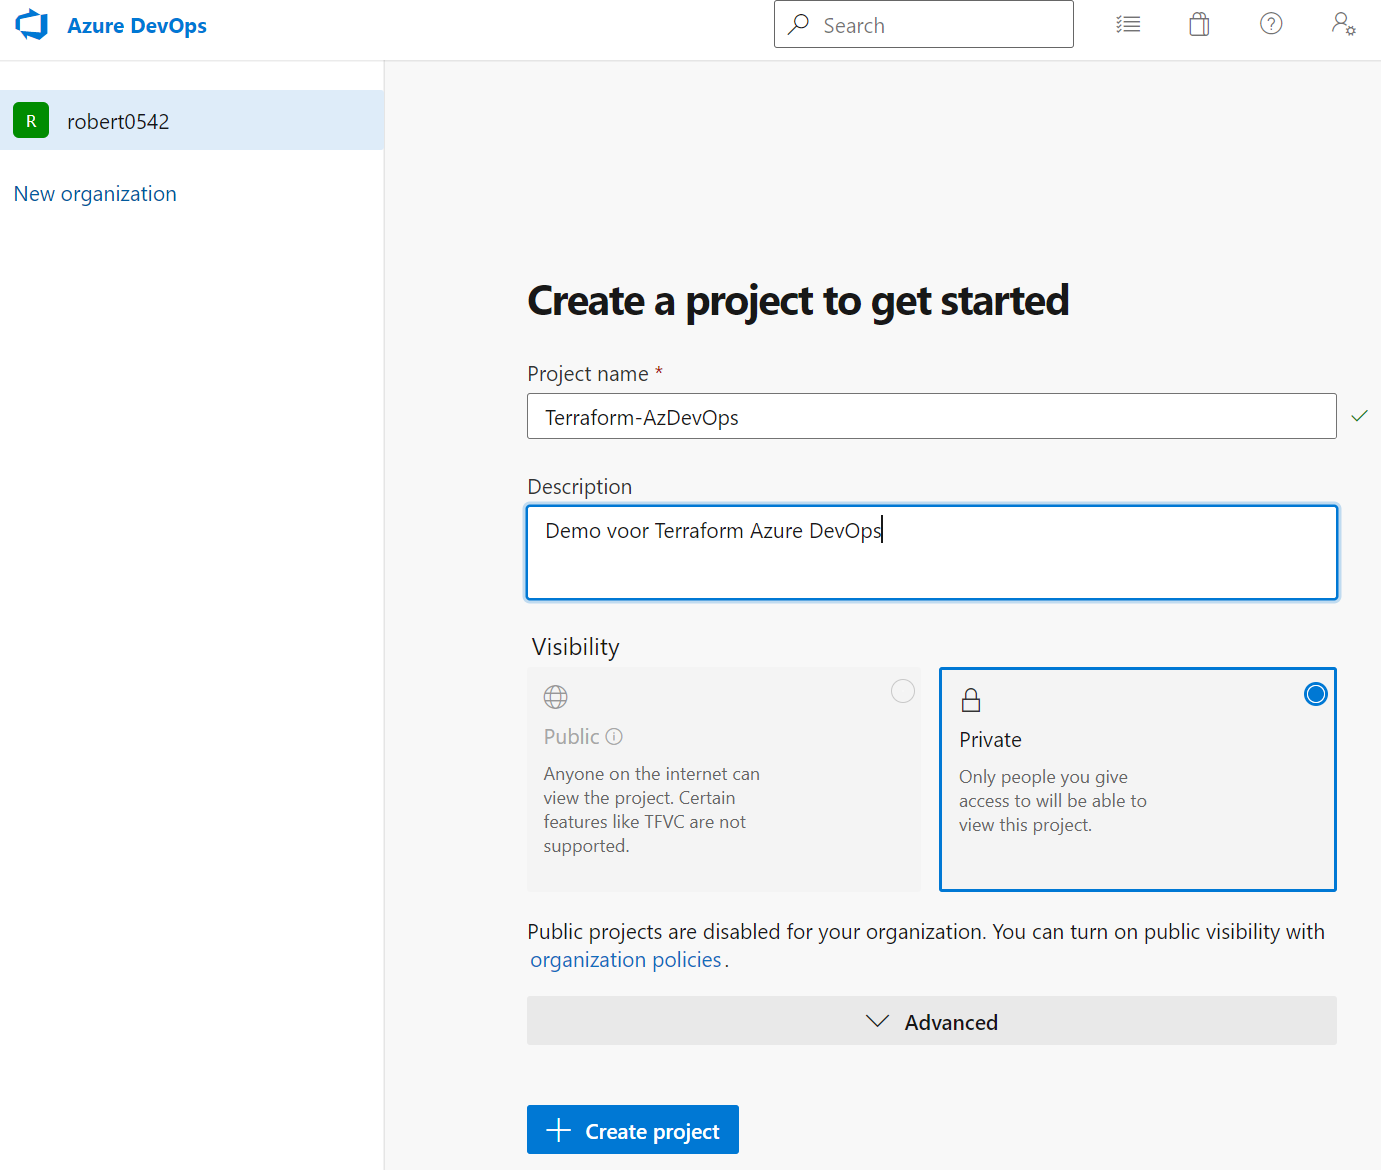 Azure DevOps
Search
R
robert0542
New organization
Create a project to get started
Project name *
Terraform-AzDevOps
Description
Demo voor Terraform Azure DevOps
Visibility
Public
Anyone on the internet can
view the project. Certain
features like TFVC are not
supported.
Private
Only people you give
access to will be able to
view this project.
Public projects are disabled for your organization. You can turn on public visibility with
organization policies.
Advanced
Create project